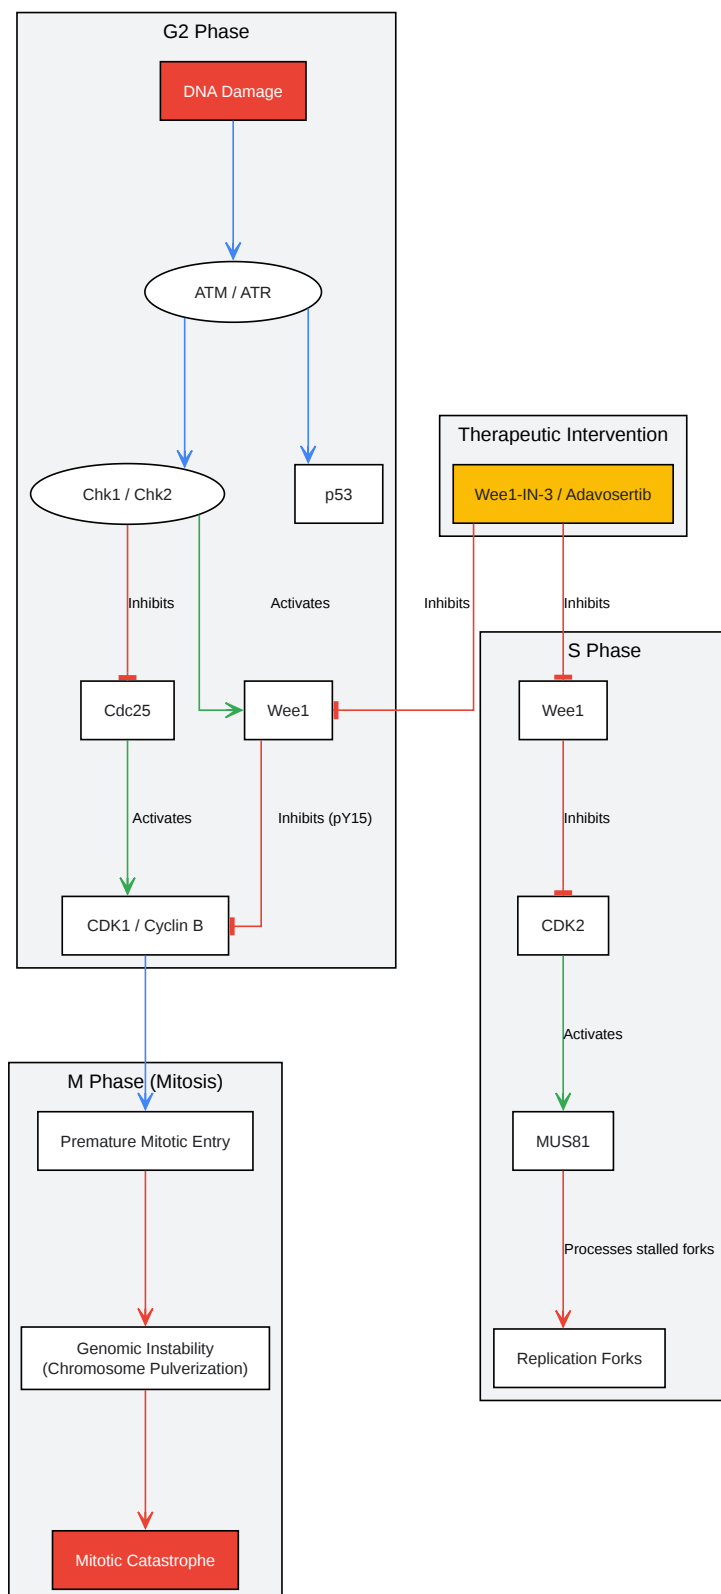 G2 Phase
DNA Damage
ATM / ATR
Chk1 / Chk2
p53
Therapeutic Intervention
Wee1-IN-3 / Adavosertib
Inhibits
Activates
Inhibits
Inhibits
S Phase
Cdc25
Wee1
Wee1
Activates
Inhibits (pY15)
Inhibits
CDK1 / Cyclin B
CDK2
Activates
M Phase (Mitosis)
Premature Mitotic Entry
MUS81
Processes stalled forks
Genomic Instability
(Chromosome Pulverization)
Replication Forks
Mitotic Catastrophe